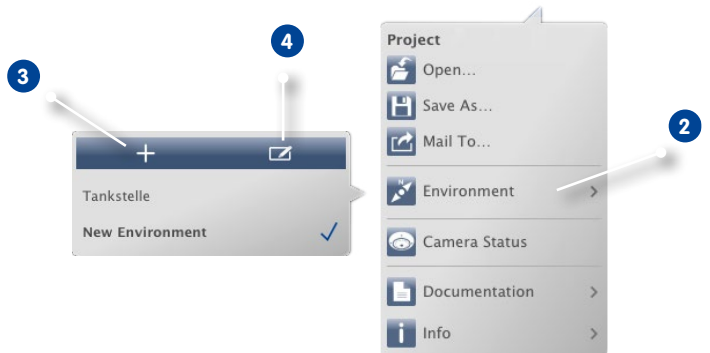 4
3
Tankstelle
New Environment
Project
Open...
Save As...
Mail To...
2
N
Environment
Camera Status
Documentation
i Info